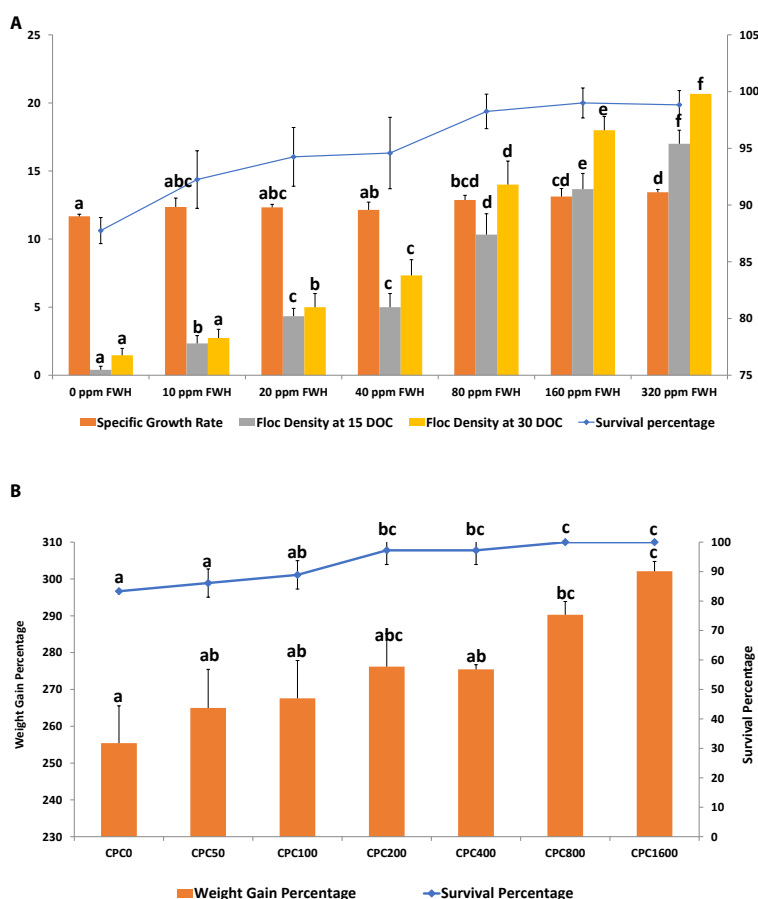 A
25 105
f
20 100
e
f
d
15 e 95
abc abc ab bcd cd d
a d
10 90
c
b
5 c c 85
a
b 80
a
a
0 75
0 ppm FWH 10 ppm FWH 20 ppm FWH 40 ppm FWH 80 ppm FWH 160 ppm FWH 320 ppm FWH
Specific Growth Rate Floc Density at 15 DOC Floc Density at 30 DOC Survival percentage
B
310 bc bc c c 100
a a ab c
300 90
bc 80
290
abc 70
280 ab ab ab 60
270 50
a
260 40
30
250
20
240
10
230 0
CPC0 CPC50 CPC100 CPC200 CPC400 CPC800 CPC1600
Weight Gain Percentage
Survival Percentage
Weight Gain Percentage Survival Percentage